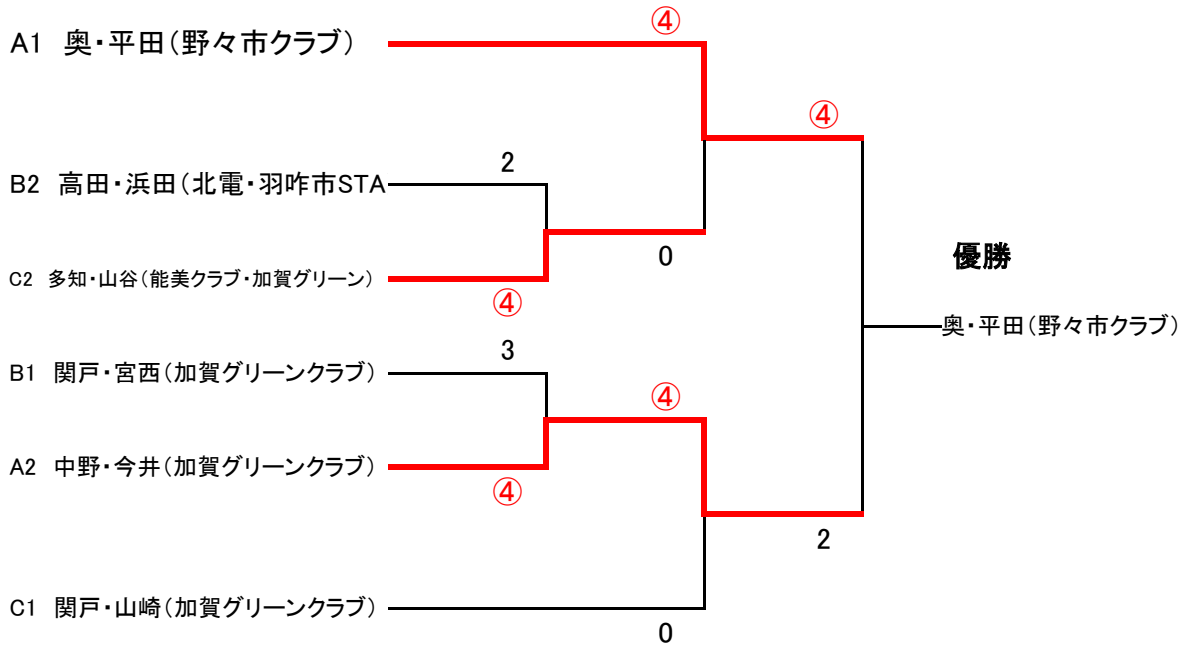 ④
A1 奥・平田(野々市クラブ)
④
2
B2 高田・浜田(北電・羽咋市STA
0
優勝
C2 多知・山谷(能美クラブ・加賀グリーン)
④
奥・平田(野々市クラブ)
3
B1 関戸・宮西(加賀グリーンクラブ)
④
A2 中野・今井(加賀グリーンクラブ)
④
2
C1 関戸・山崎(加賀グリーンクラブ)
0